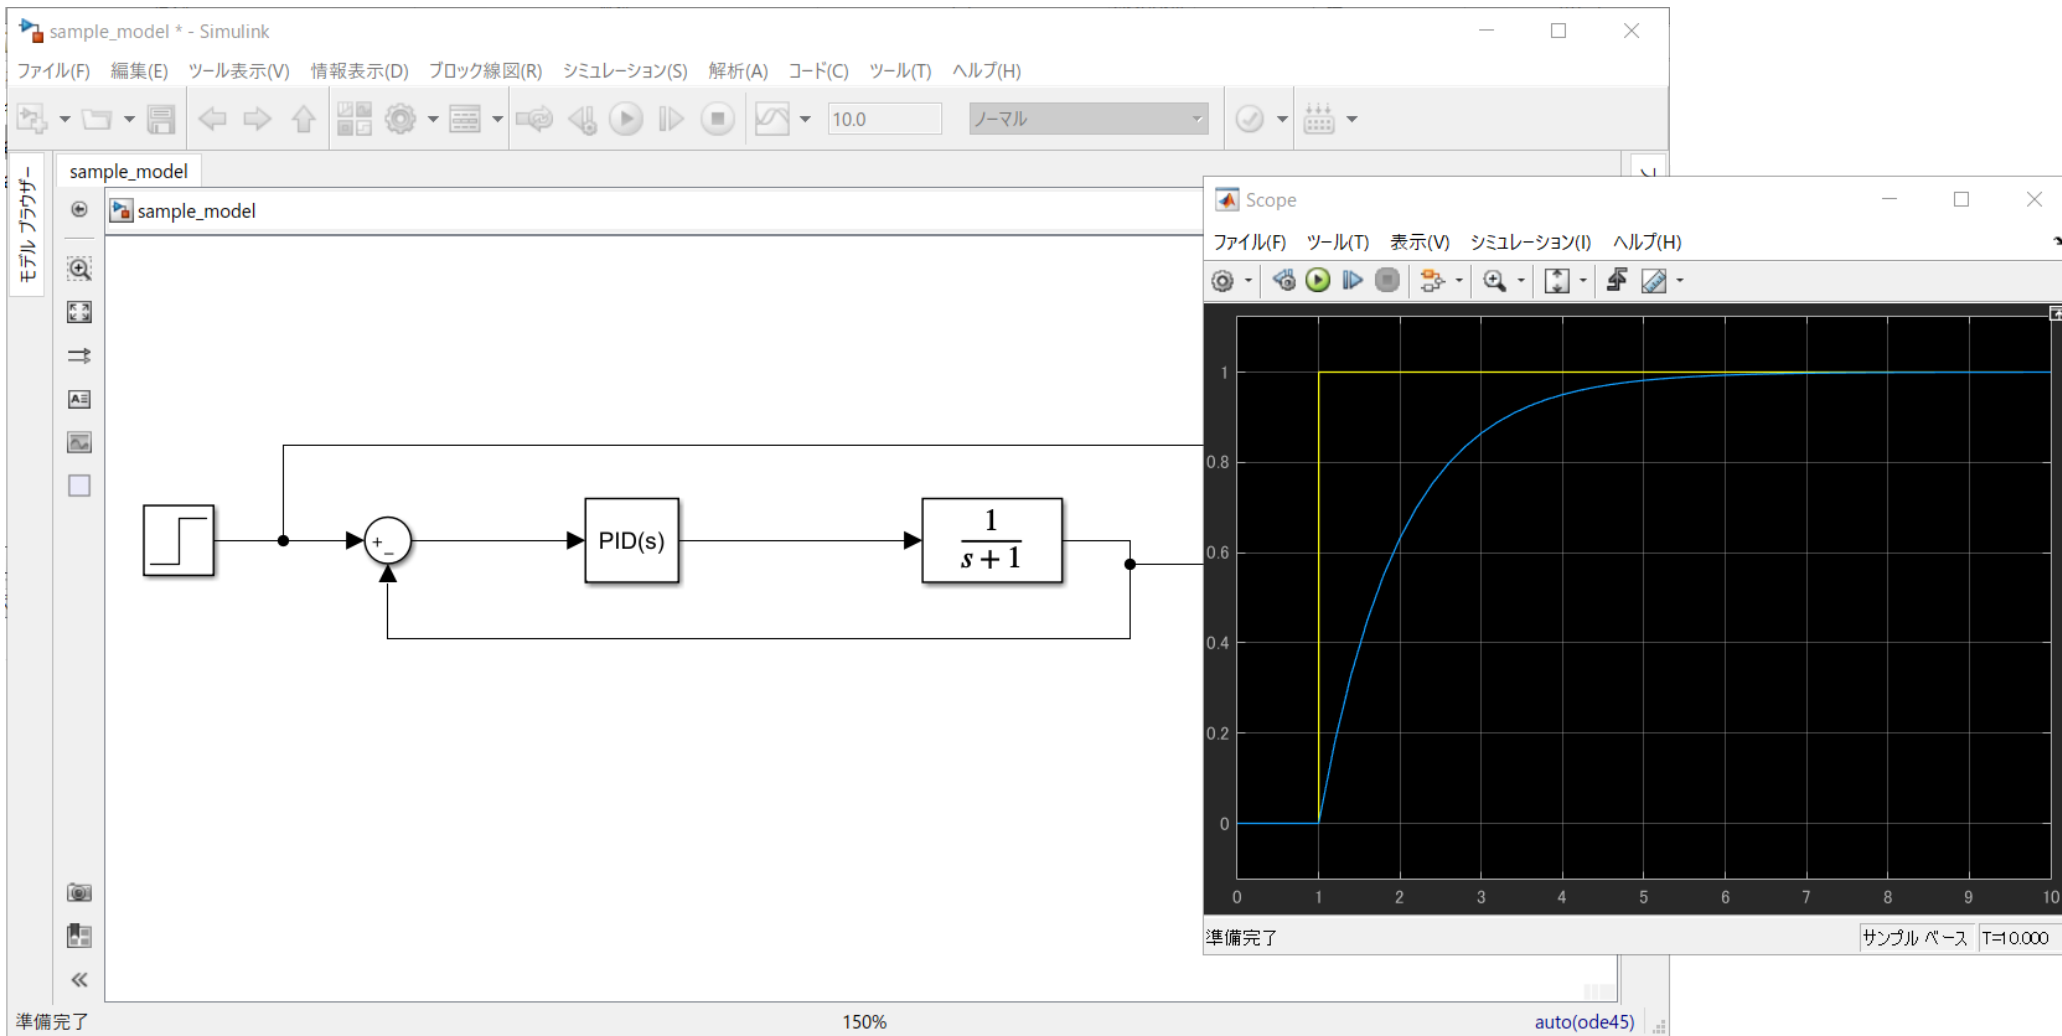 sample_model * - Simulink
ファイル(F) 編集(E) ツール表示(V) 情報表示(D) ブロック線図(R) シミュレーション(S) 解析(A) コード(C) ツール(T) ヘルプ(H)
10.0 ノーマル
モデル ブラウザー
sample_model
sample_model
PID(s)
1
s + 1
+
−
Scope
ファイル(F) ツール(T) 表示(V) シミュレーション(I) ヘルプ(H)
1
0.8
0.6
0.4
0.2
0
0 1 2 3 4 5 6 7 8 9 10
準備完了 サンプル ベース T=10.000
準備完了 150% auto(ode45)